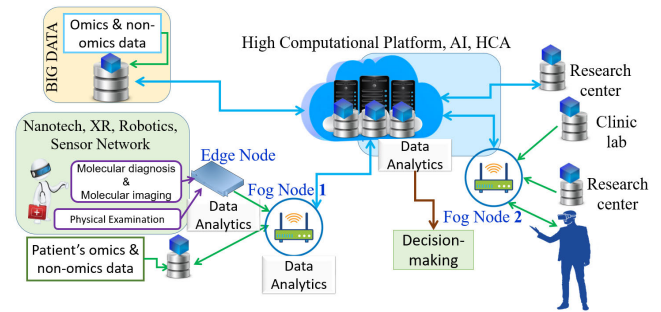 BIG DATA
Omics & non-
omics data
High Computational Platform, AI, HCA
Research
center
Clinic
lab
Research
center
Nanotech, XR, Robotics,
Sensor Network
Molecular diagnosis
&
Molecular imaging
Physical Examination
Edge Node
Data
Analytics
Fog Node 1
Data
Analytics
Patient's omics &
non-omics data
Data
Analytics
Fog Node 2
Decision-
making